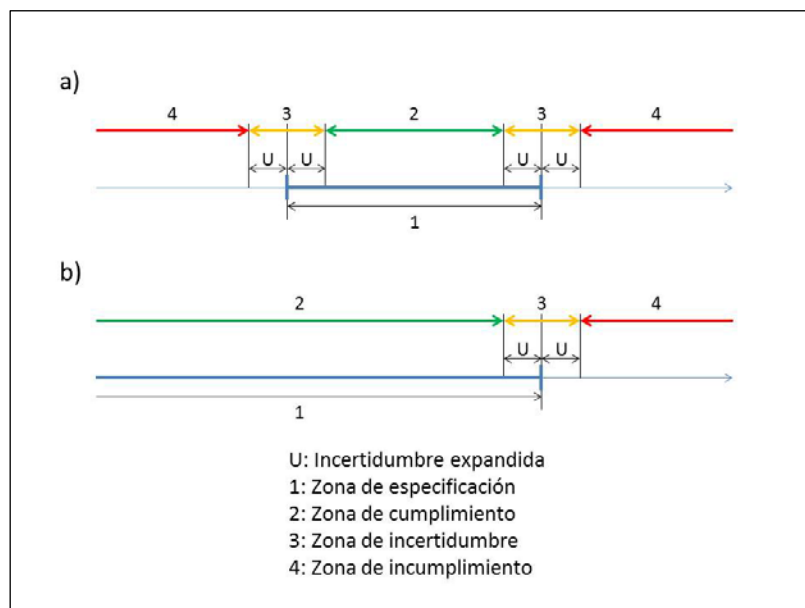 a)
4 3 2 3 4
U U U U
1
b)
2 3 4
U U
1
U: Incertidumbre expandida
1: Zona de especificación
2: Zona de cumplimiento
3: Zona de incertidumbre
4: Zona de incumplimiento